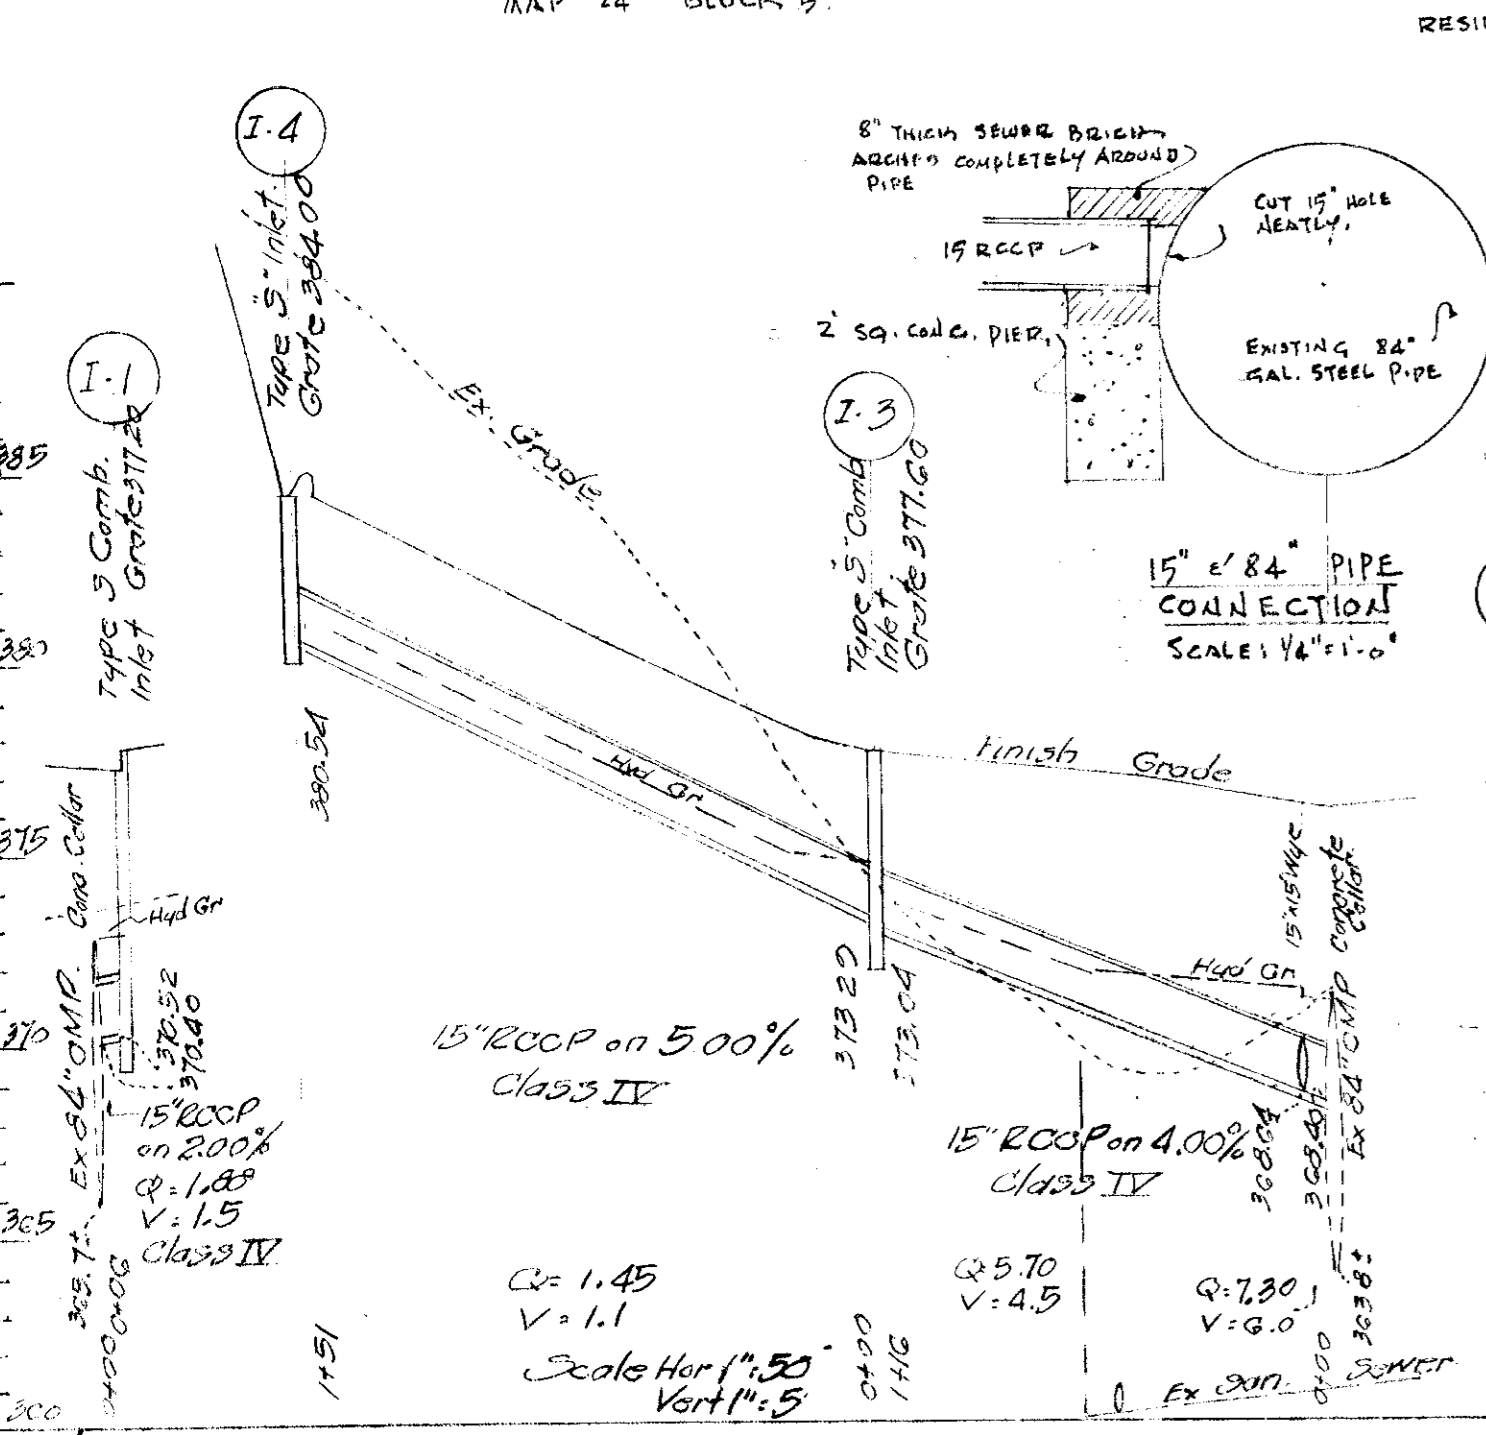 MAP 24 BLOCK 5.
I-4
Type "S" Inlet.
Grate 384.00
8" THICK SEWER BRICK
ARCHED COMPLETELY AROUND
PIPE
CUT 15" HOLE
NEATLY.
15 RCCP
2' SQ. CONC. PIER.
EXISTING 84"
GAL. STEEL PIPE
15" & 84" PIPE
CONNECTION
SCALE: 1/4"=1'-0"
I-1
Type S Comb.
Inlet Grate 377.20
Ex. Grade
I-3
Type "S" Comb
Inlet.
Grate 377.60
385
380
375
370
365
360
380.54
Hyd Gr
Finish Grade
Conc. Collar
Hyd Gr
Ex 84" CMP.
370.52
370.40
15" RCCP
on 2.00%
Q=1.88
V=1.5
Class IV
0+00
0+06
15" RCCP on 5.00%
Class IV
373.29
373.04
15"x15" Wye
Concrete
Collar
Hyd Gr
Ex 84" CMP
15" RCCP on 4.00%
Class IV
368.64
368.40
363.8±
Q= 1.45
V= 1.1
Q=5.70
V=4.5
Q=7.30
V=6.0
1+51
Scale Hor 1":50'
Vert 1":5'
0+00
1+16
Ex San. Sewer
0+00